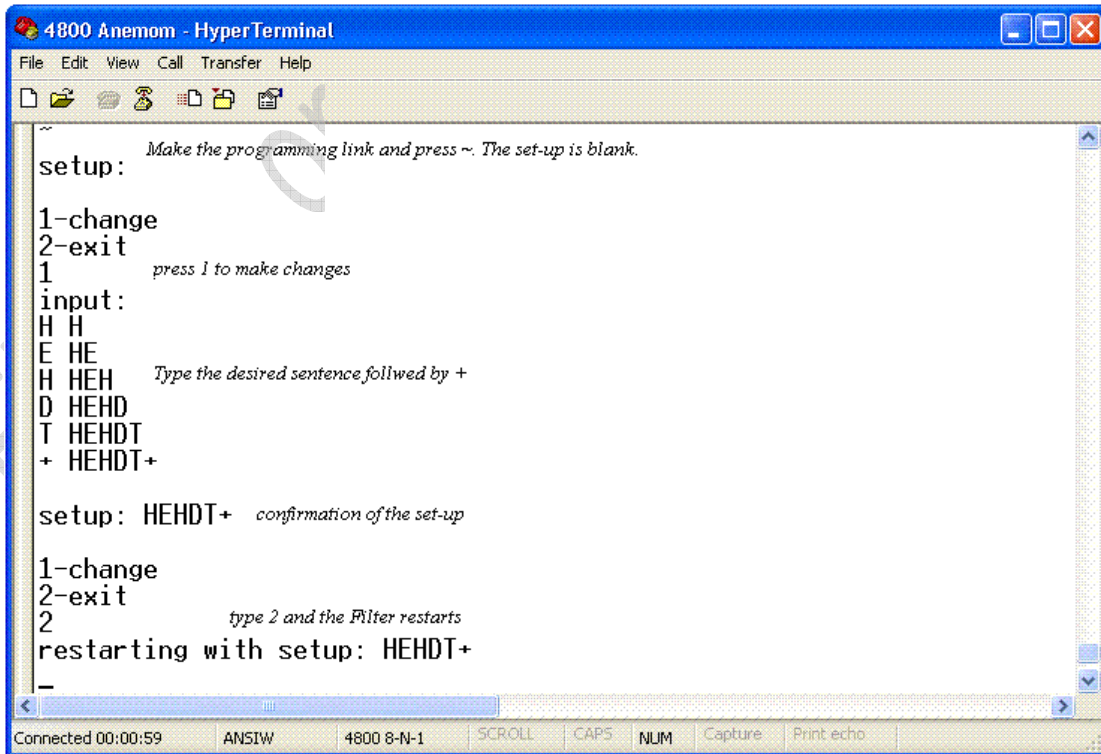 4800 Anemom - HyperTerminal
File Edit View Call Transfer Help
~
Make the programming link and press ~. The set-up is blank.
setup:
1-change
2-exit
1 press 1 to make changes
input:
H H
E HE
H HEH Type the desired sentence follwed by +
D HEHD
T HEHDT
+ HEHDT+
setup: HEHDT+ confirmation of the set-up
1-change
2-exit
2 type 2 and the Filter restarts
restarting with setup: HEHDT+
_
Connected 00:00:59 ANSIW 4800 8-N-1 SCROLL CAPS NUM Capture Print echo